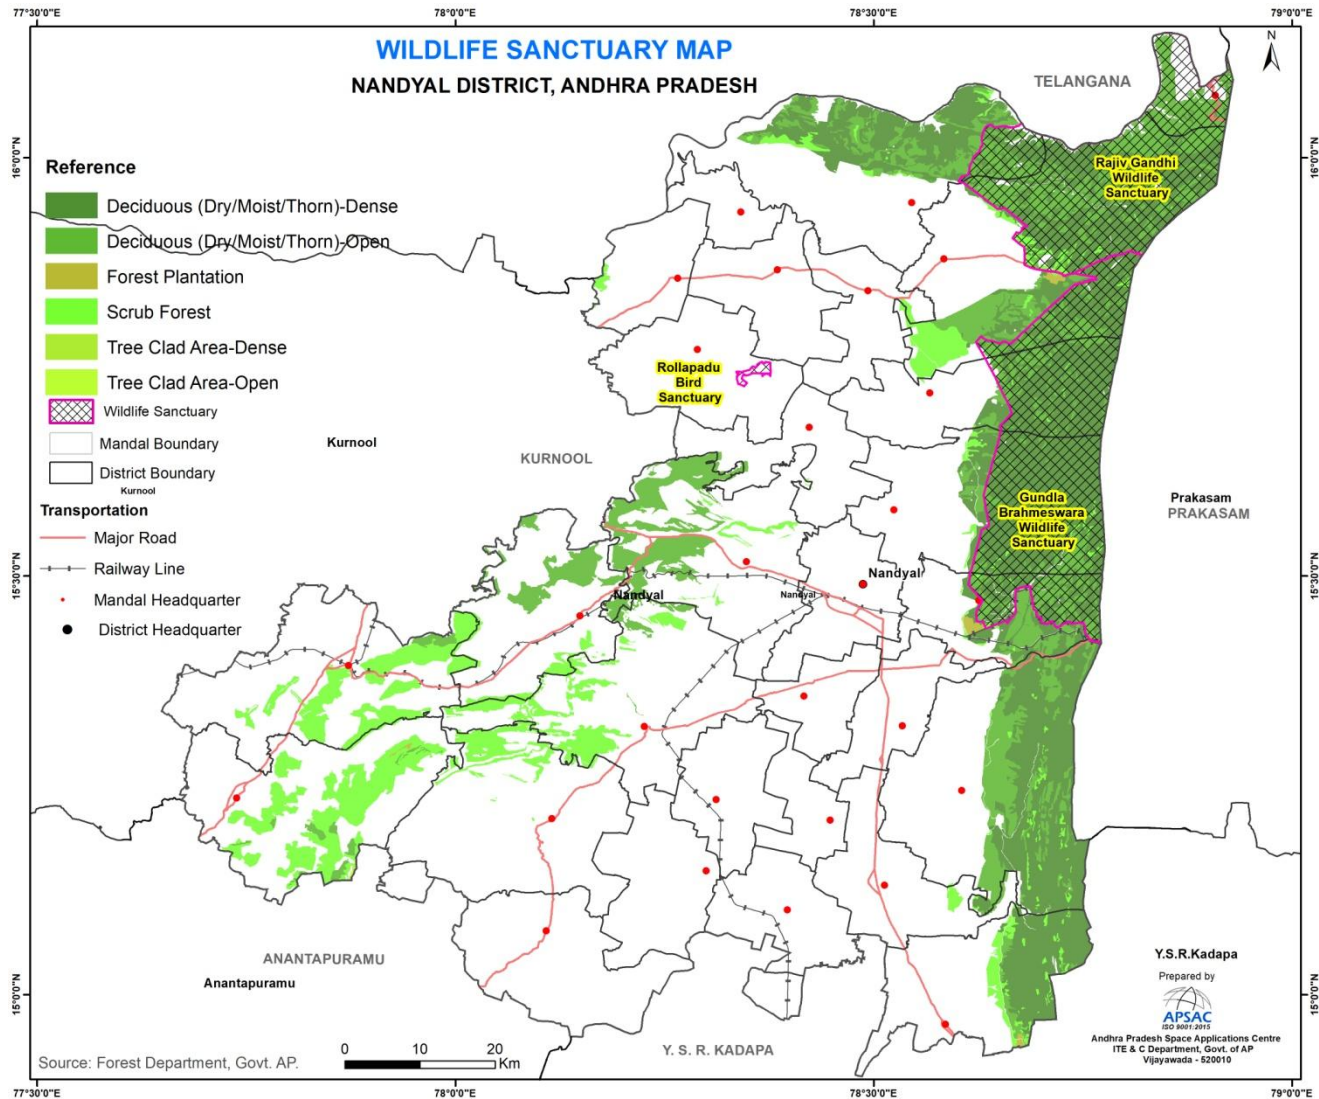 77°30'0"E
78°0'0"E
78°30'0"E
79°0'0"E
WILDLIFE SANCTUARY MAP
NANDYAL DISTRICT, ANDHRA PRADESH
N
TELANGANA
16°0'0"N
16°0'0"N
Reference
Deciduous (Dry/Moist/Thorn)-Dense
Deciduous (Dry/Moist/Thorn)-Open
Forest Plantation
Scrub Forest
Tree Clad Area-Dense
Tree Clad Area-Open
Wildlife Sanctuary
Mandal Boundary
District Boundary
Kurnool
Transportation
Major Road
Railway Line
Mandal Headquarter
District Headquarter
Rajiv Gandhi
Wildlife
Sanctuary
Rollapadu
Bird
Sanctuary
Kurnool
KURNOOL
Gundla
Brahmeswara
Wildlife
Sanctuary
Prakasam
PRAKASAM
15°30'0"N
15°30'0"N
Nandyal
Nandyal
Nandyal
ANANTAPURAMU
Anantapuramu
15°0'0"N
15°0'0"N
Y.S.R.Kadapa
Prepared by
APSAC
ISO 9001:2015
Andhra Pradesh Space Applications Centre
ITE & C Department, Govt. of AP
Vijayawada - 520010
Y. S. R. KADAPA
Source: Forest Department, Govt. AP.
0 10 20
Km
77°30'0"E
78°0'0"E
78°30'0"E
79°0'0"E